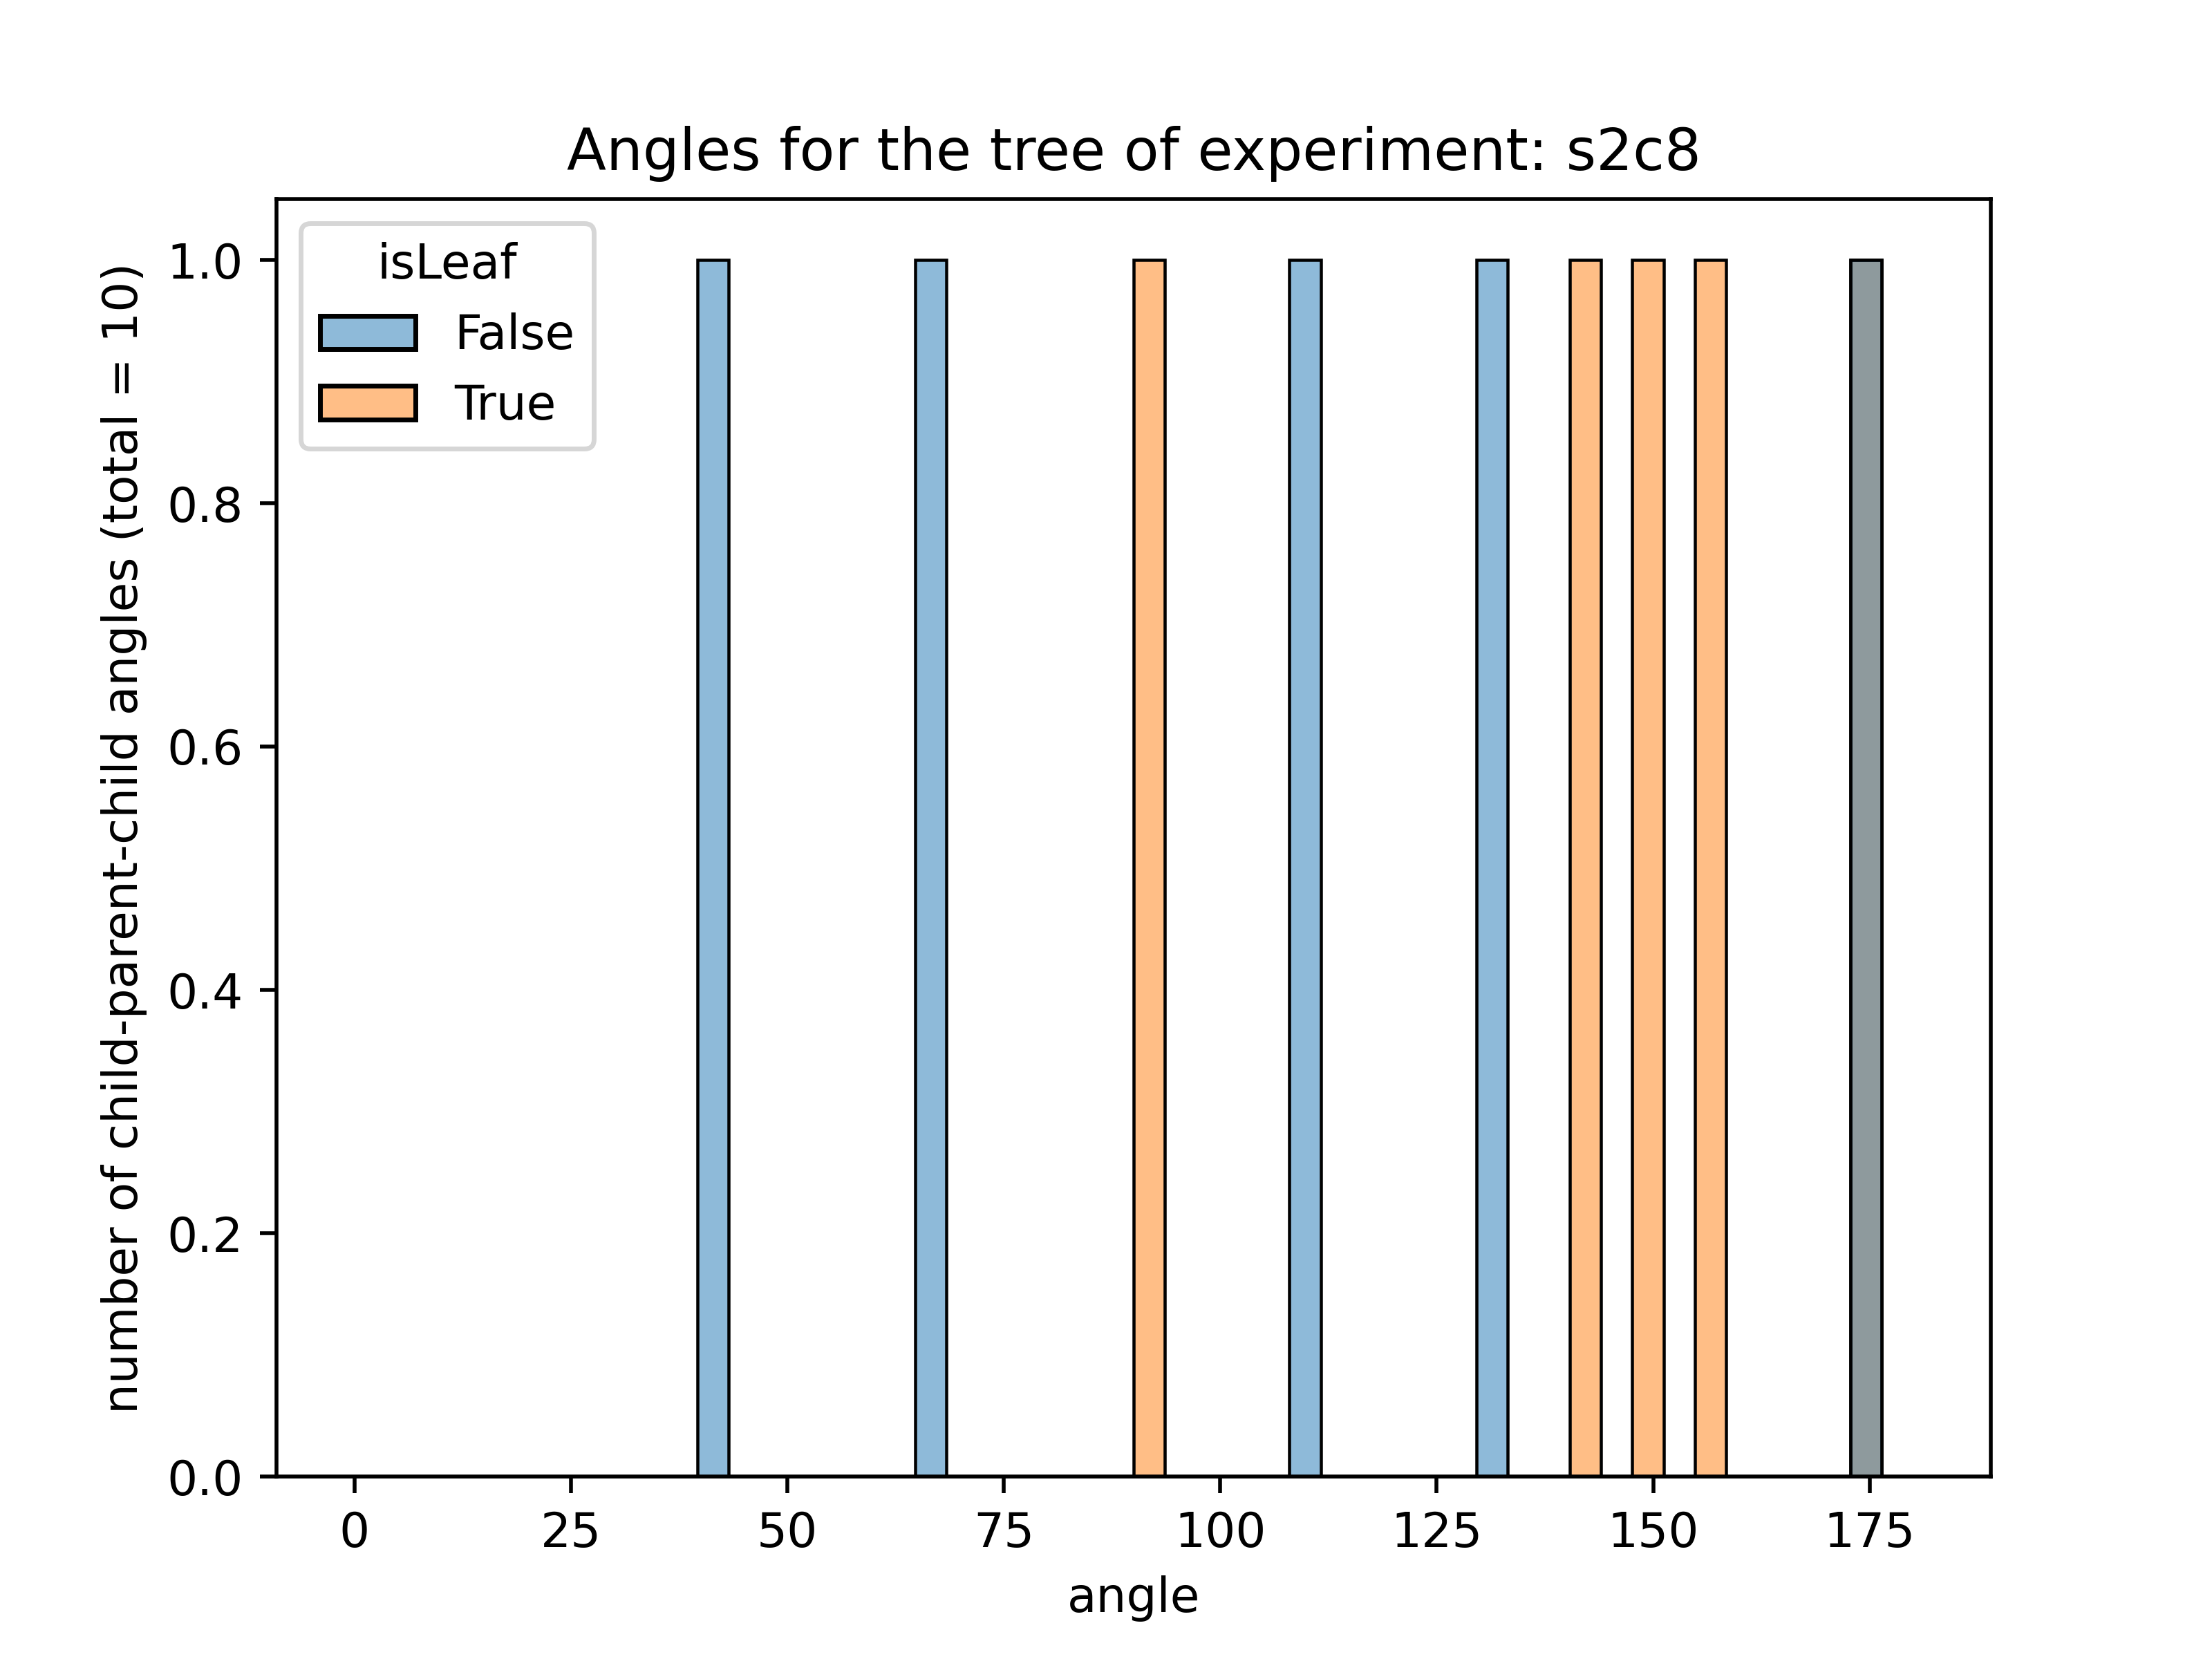 Angles for the tree of experiment: s2c8
number of child-parent-child angles (total = 10)
1.0
0.8
0.6
0.4
0.2
0.0
isLeaf
False
True
0 25 50 75 100 125 150 175
angle